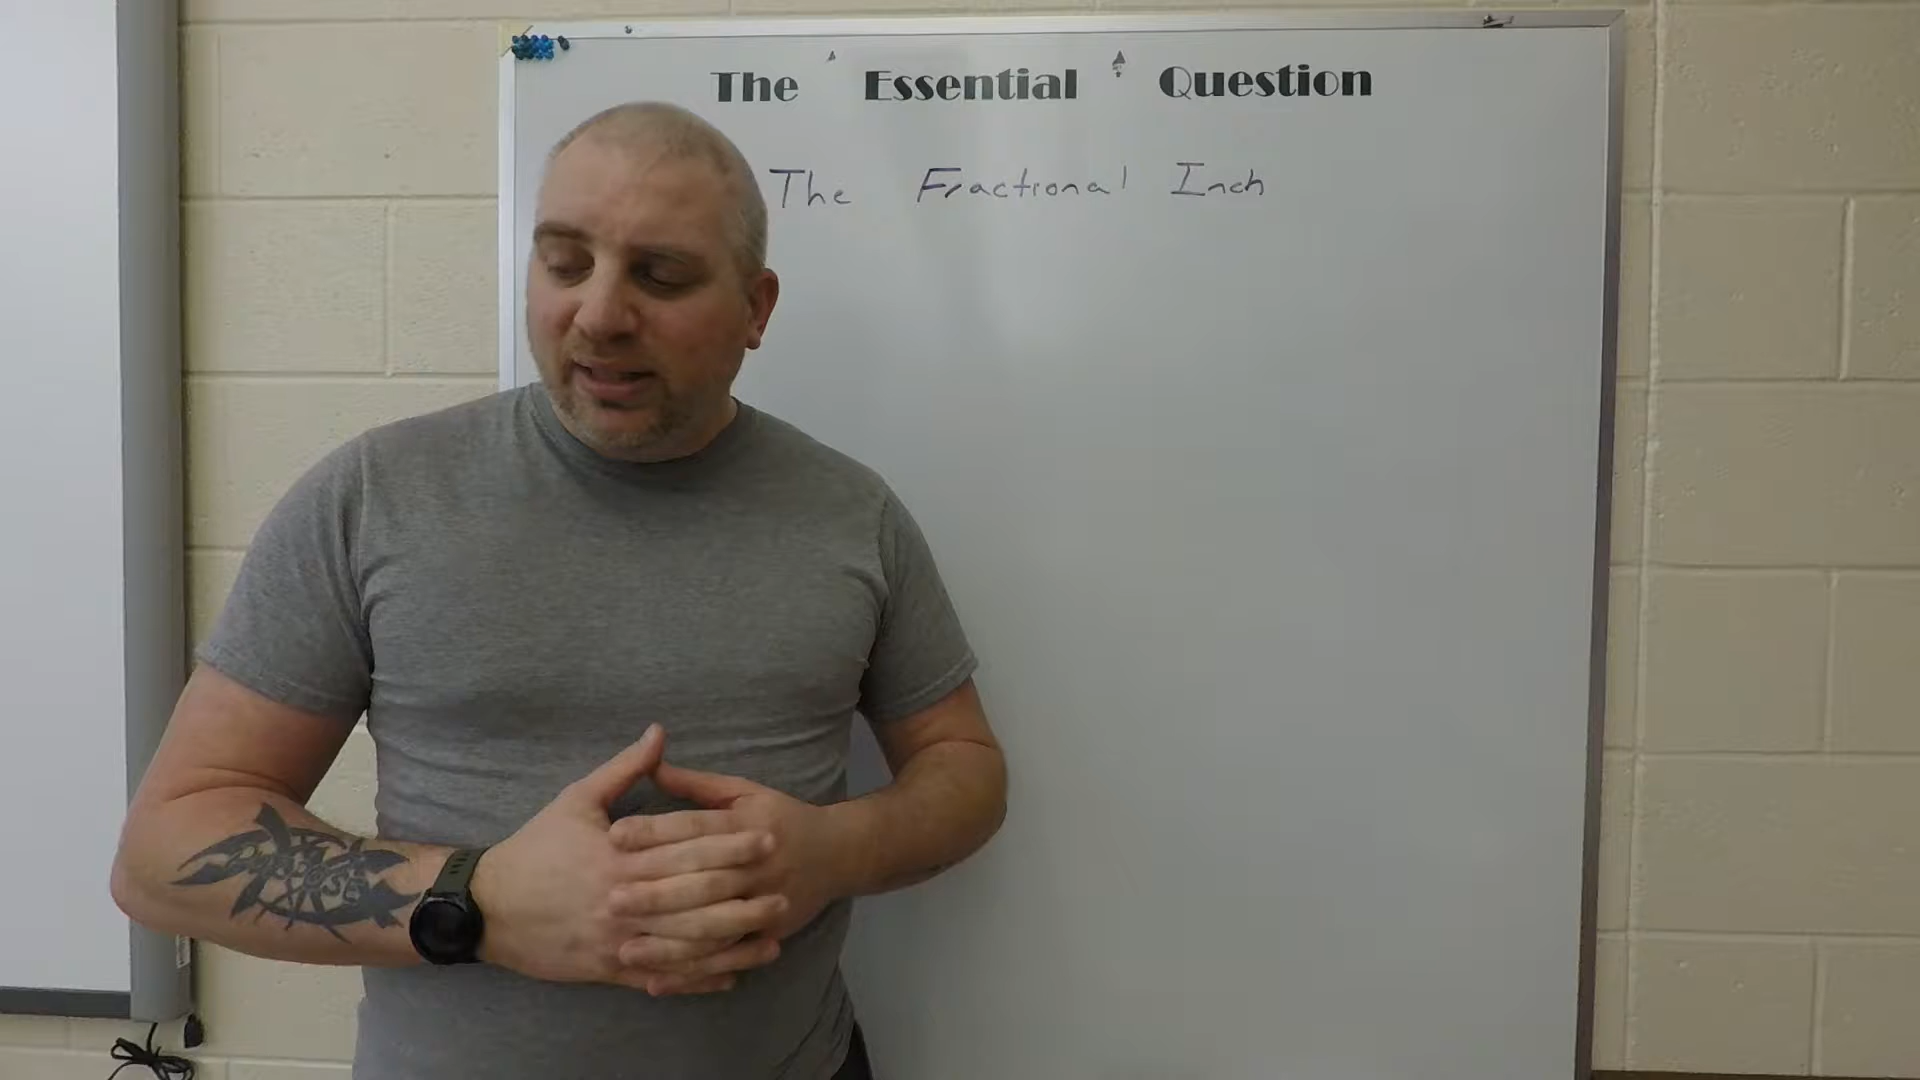 The Essential Question
The Fractional Inch